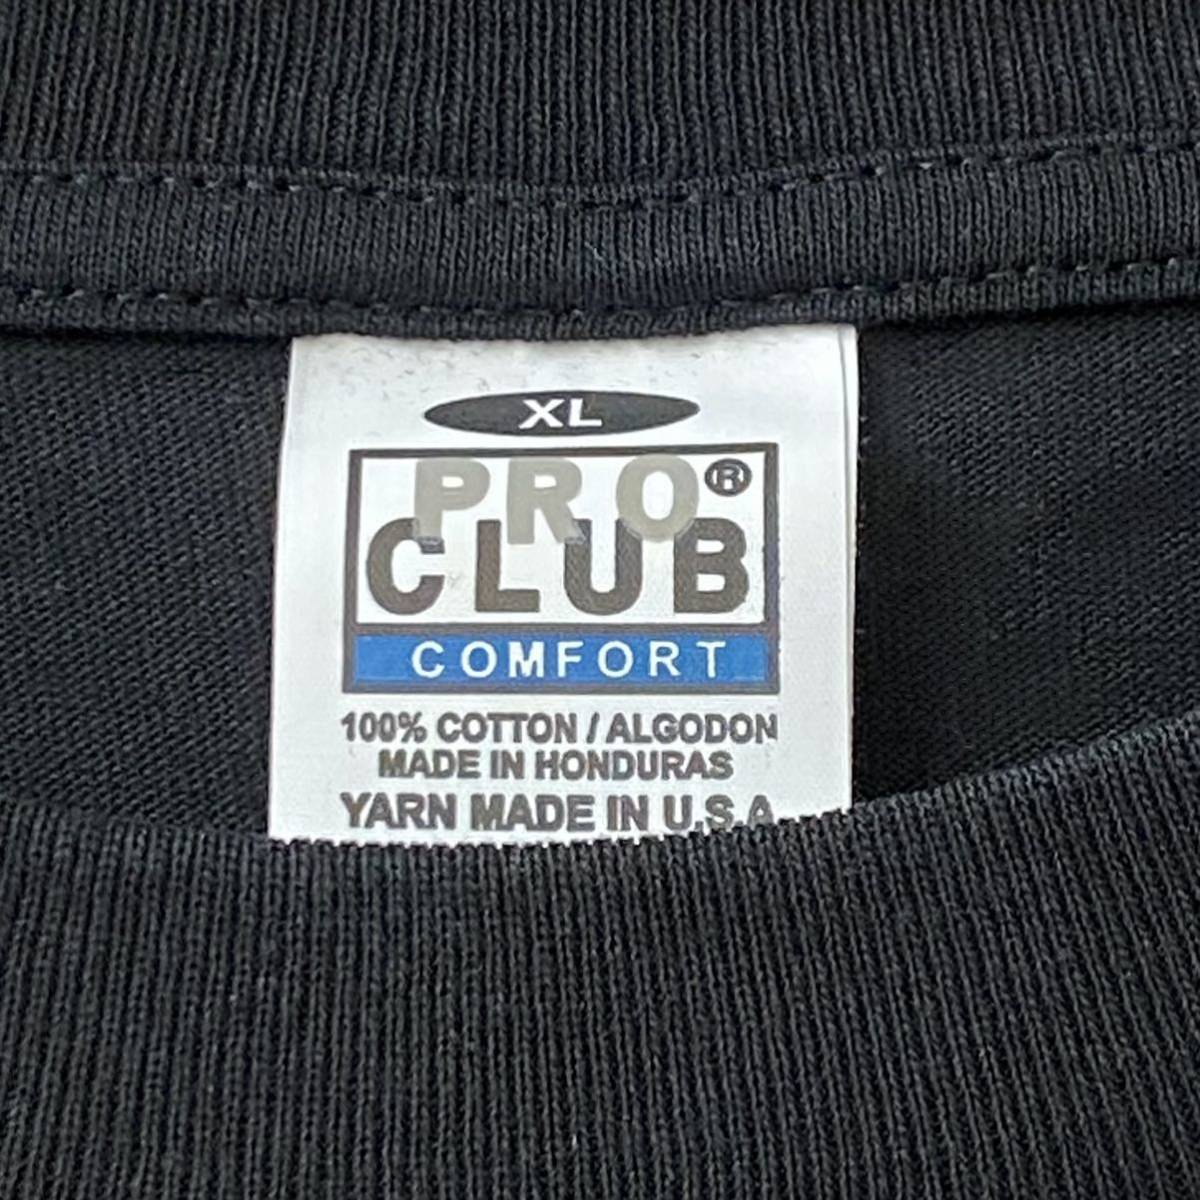 XL
PRO®
CLUB
COMFORT
100% COTTON / ALGODON
MADE IN HONDURAS
YARN MADE IN U.S.A